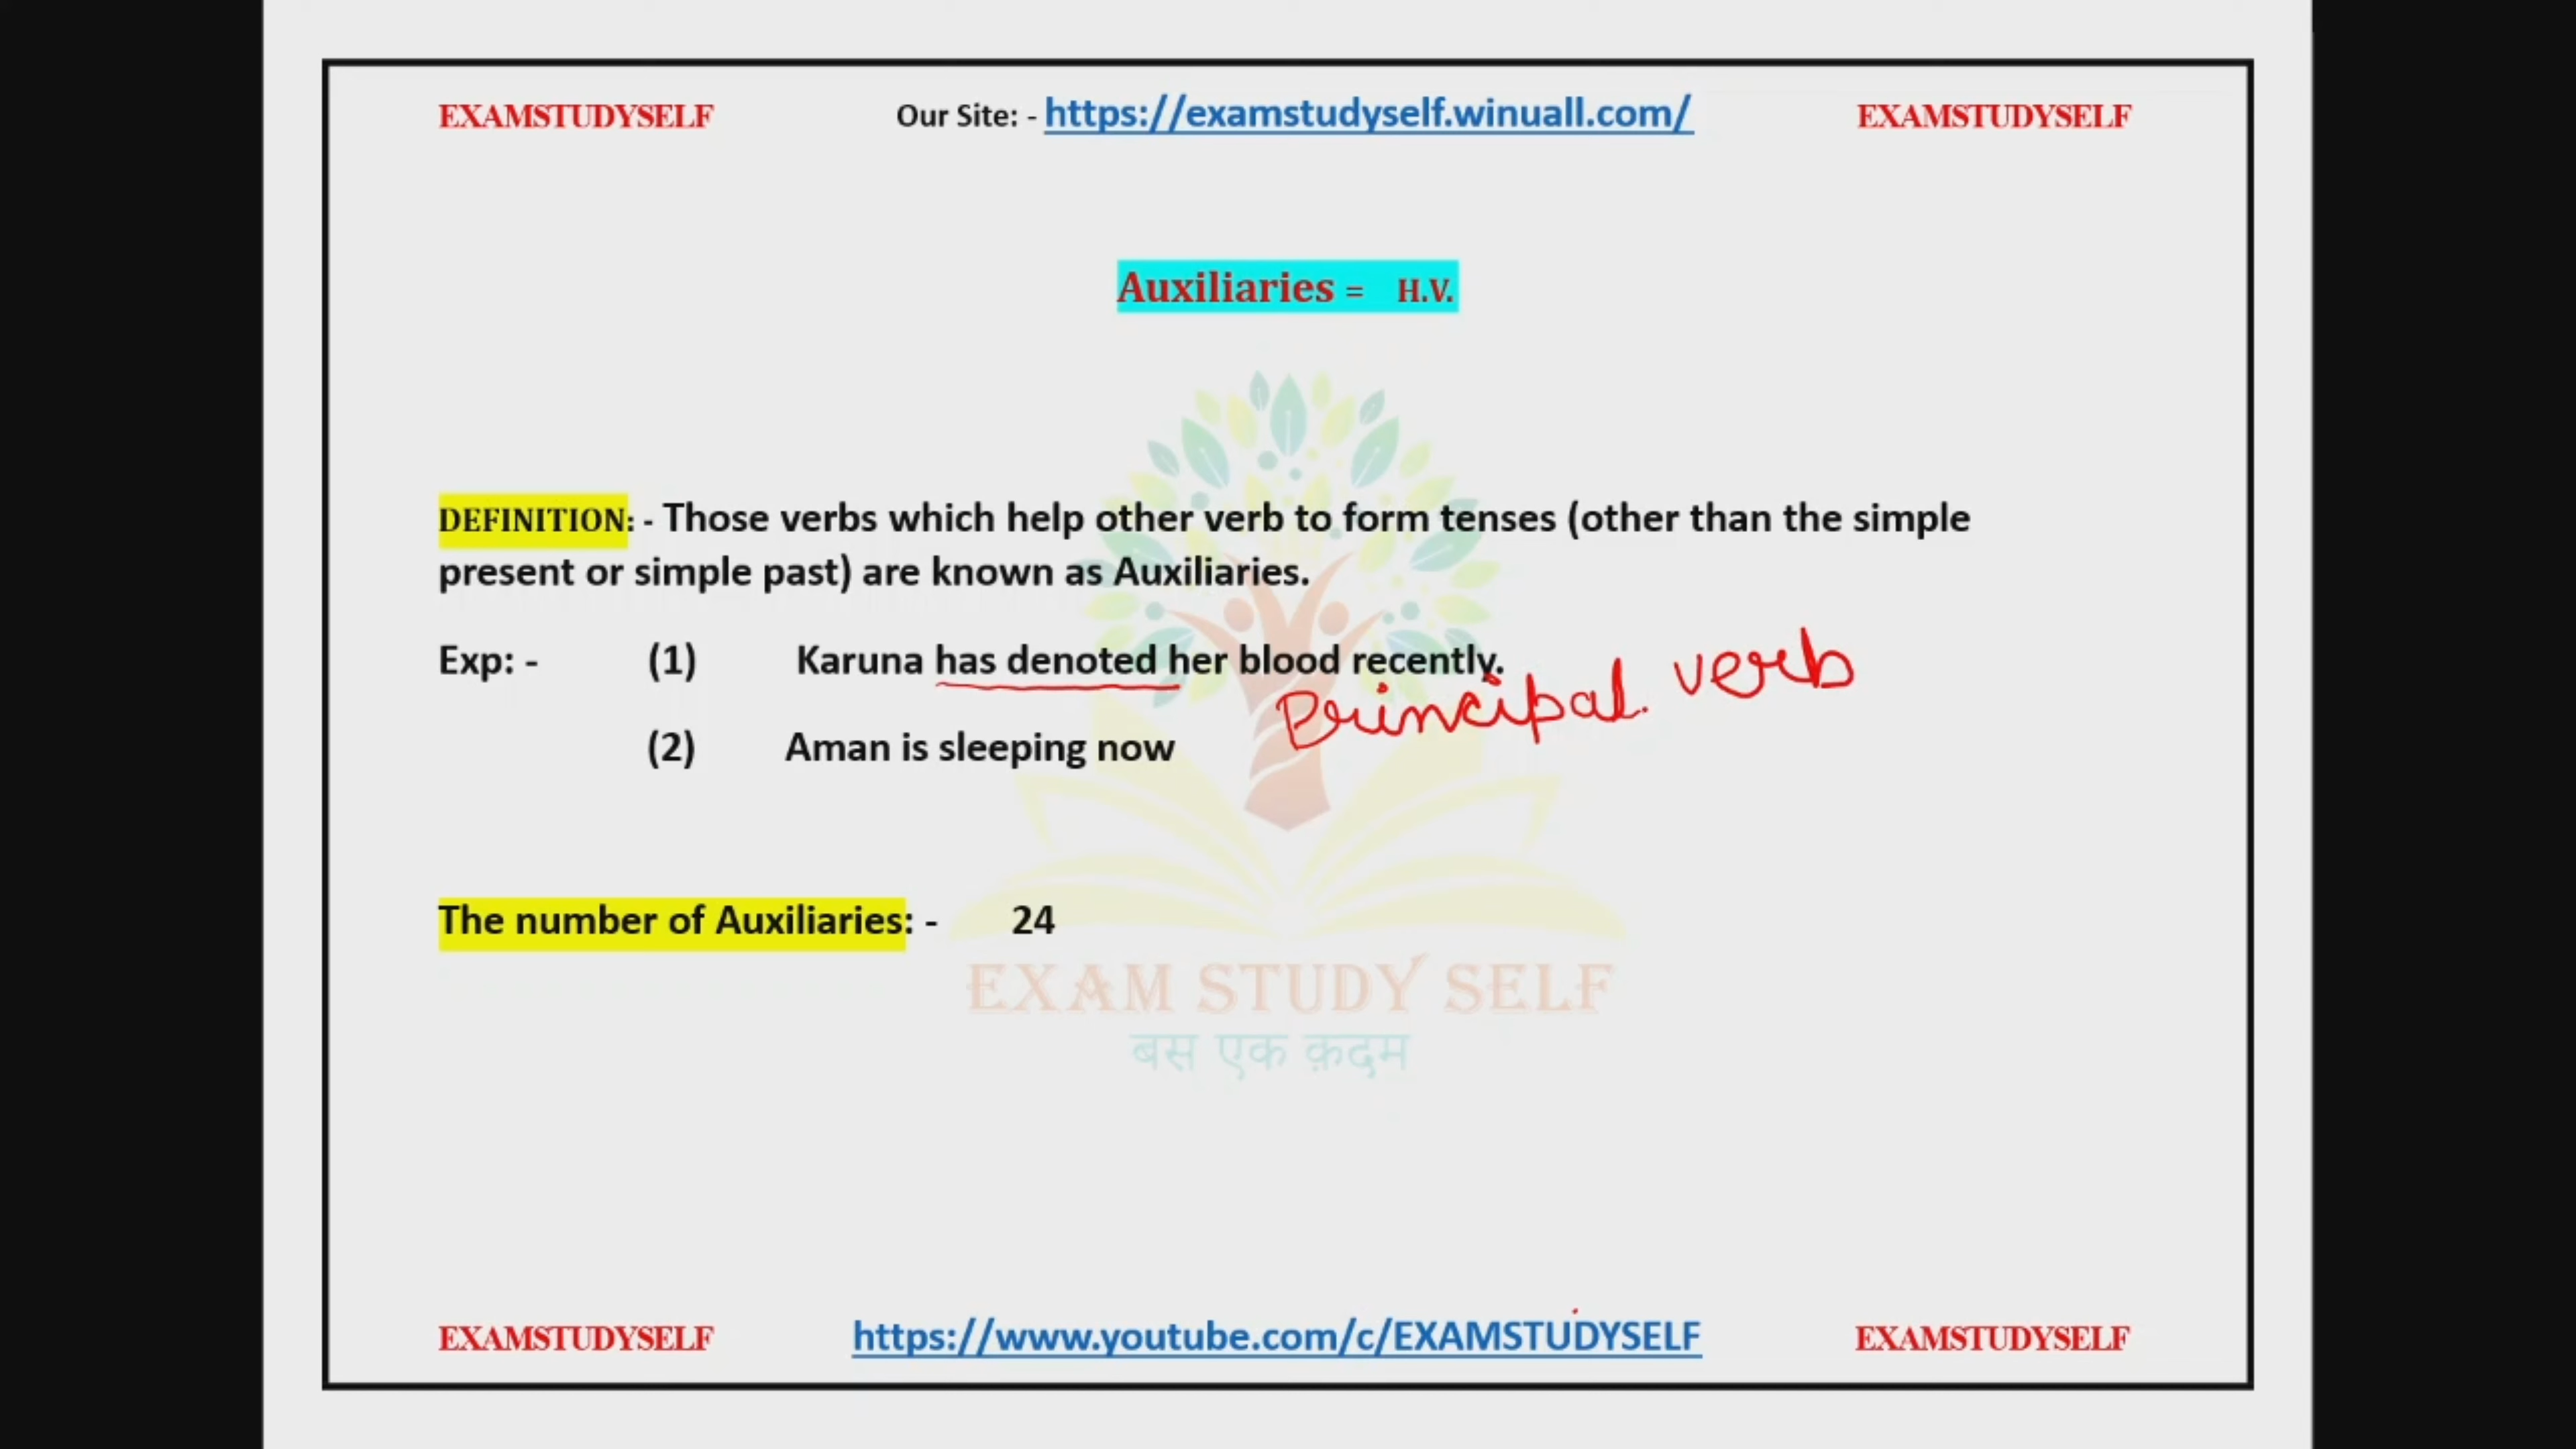 EXAMSTUDYSELF Our Site: - https://examstudyself.winuall.com/ EXAMSTUDYSELF
Auxiliaries = H.V.
DEFINITION: - Those verbs which help other verb to form tenses (other than the simple
present or simple past) are known as Auxiliaries.
Exp: - (1) Karuna has denoted her blood recently.
Principal verb
(2) Aman is sleeping now
The number of Auxiliaries: - 24
EXAM STUDY SELF
बस एक क़दम
EXAMSTUDYSELF https://www.youtube.com/c/EXAMSTUDYSELF EXAMSTUDYSELF